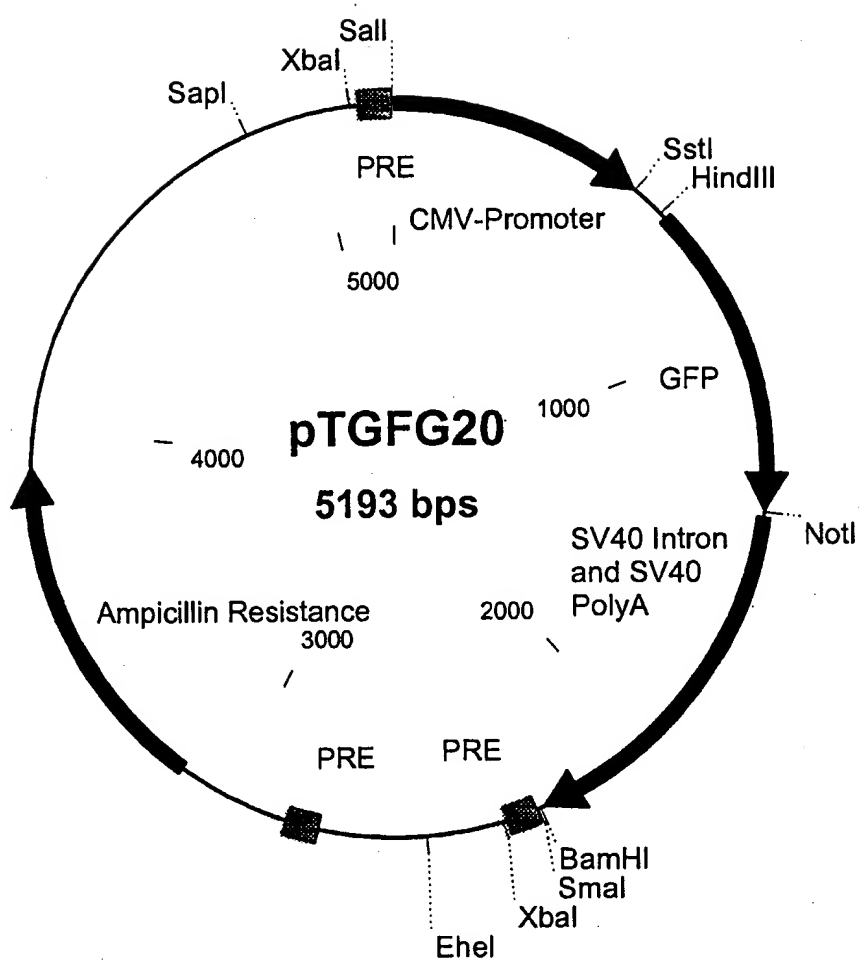 SalI
XbaI
SapI
SstI
HindIII
PRE
CMV-Promoter
5000
GFP
1000
pTGFG20
4000
5193 bps
NotI
SV40 Intron
and SV40
PolyA
Ampicillin Resistance
2000
3000
PRE
PRE
BamHI
SmaI
XbaI
EheI